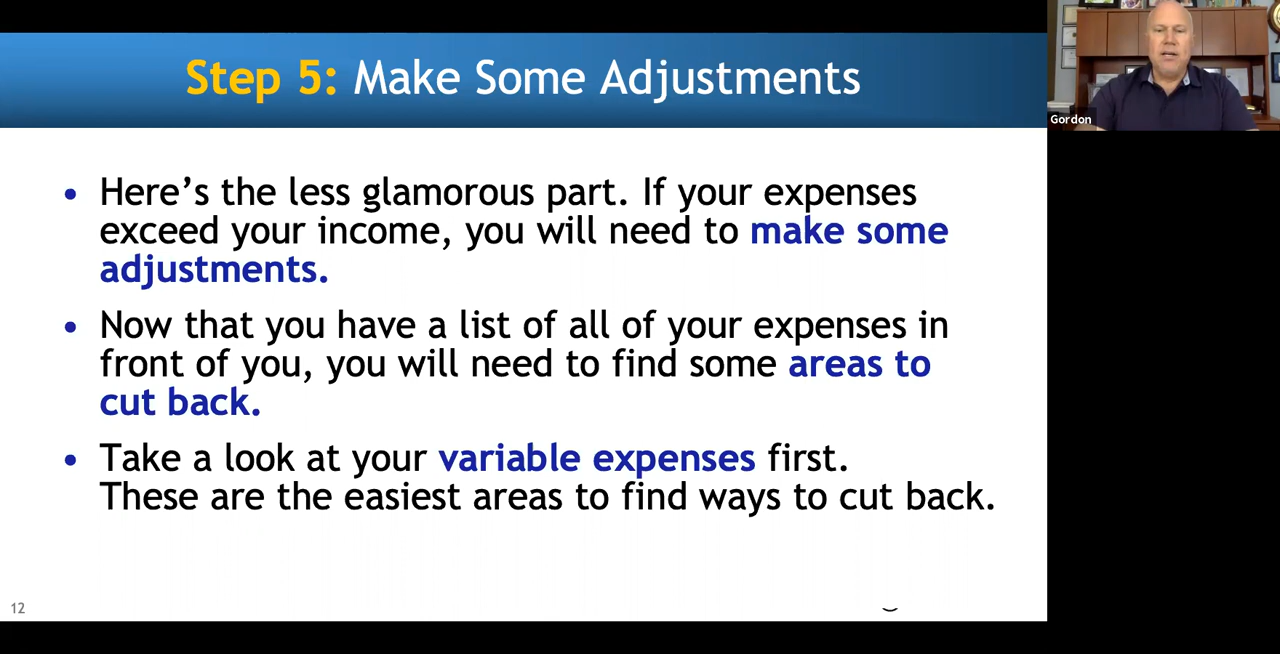 Step 5: Make Some Adjustments
Gordon
• Here’s the less glamorous part. If your expenses
exceed your income, you will need to make some
adjustments.
• Now that you have a list of all of your expenses in
front of you, you will need to find some areas to
cut back.
• Take a look at your variable expenses first.
These are the easiest areas to find ways to cut back.
12